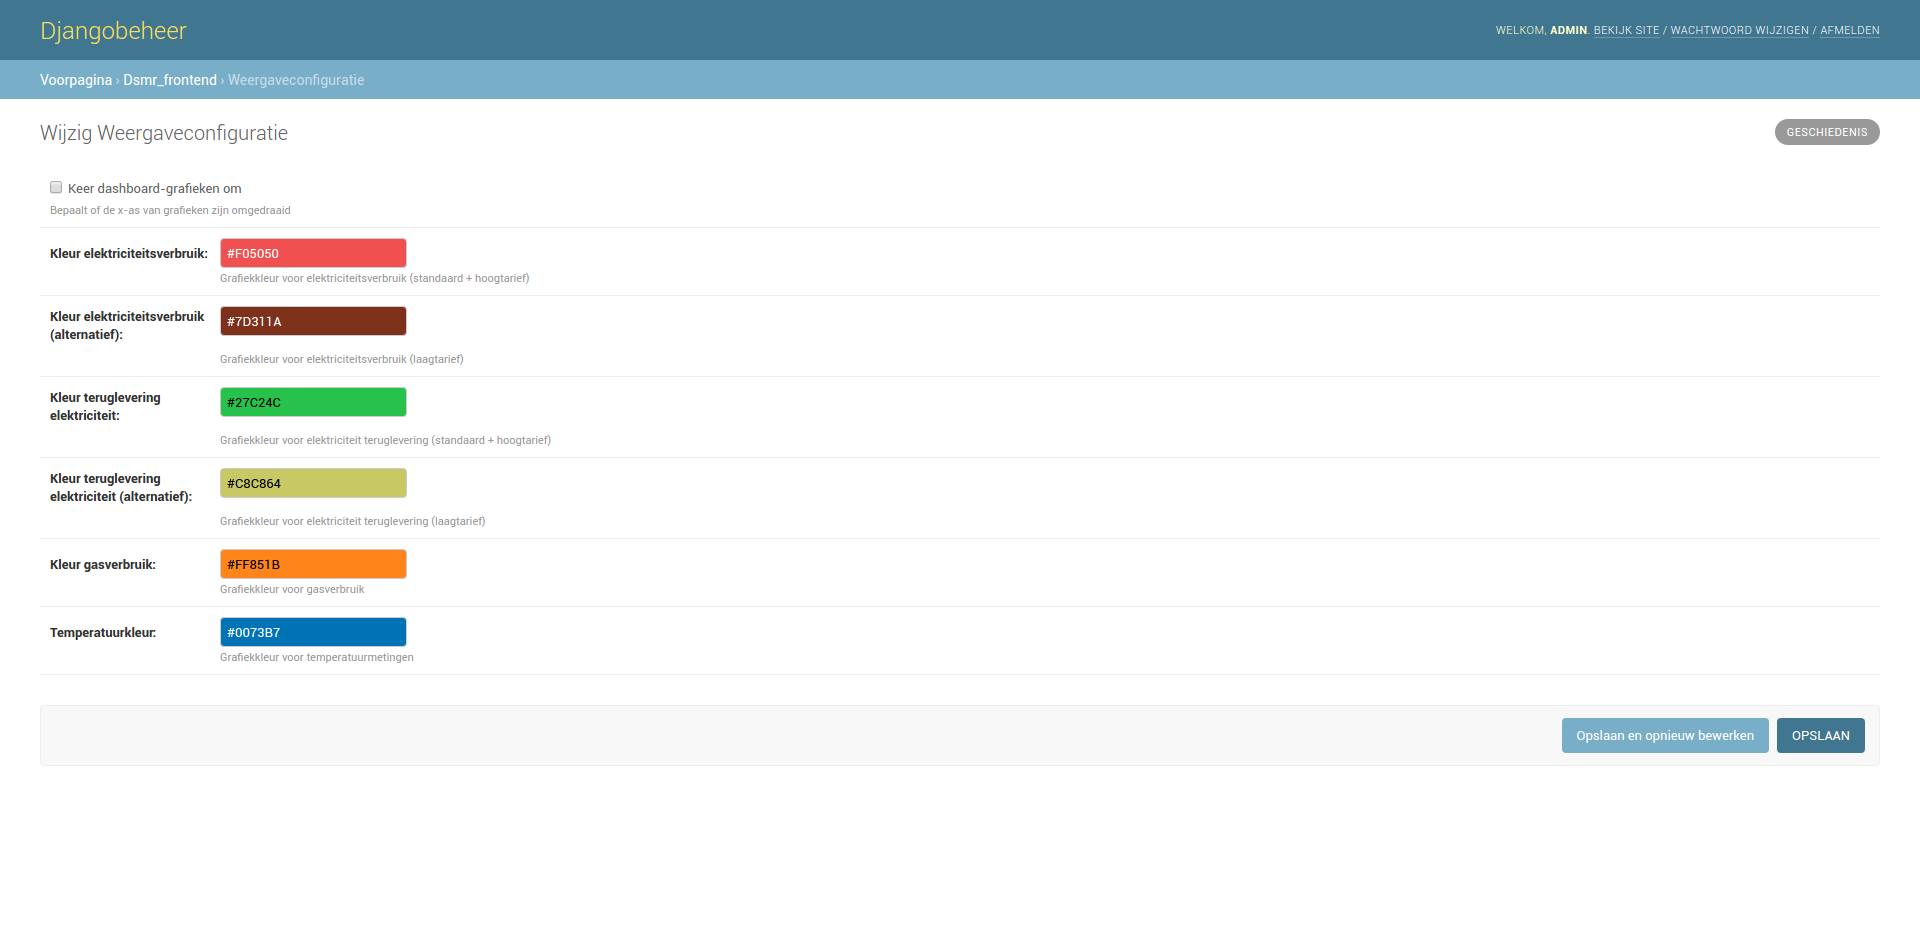 Djangobeheer
WELKOM, ADMIN. BEKIJK SITE / WACHTWOORD WIJZIGEN / AFMELDEN
Voorpagina › Dsmr_frontend › Weergaveconfiguratie
Wijzig Weergaveconfiguratie
GESCHIEDENIS
Keer dashboard-grafieken om
Bepaalt of de x-as van grafieken zijn omgedraaid
Kleur elektriciteitsverbruik:
#F05050
Grafiekkleur voor elektriciteitsverbruik (standaard + hoogtarief)
Kleur elektriciteitsverbruik
(alternatief):
#7D311A
Grafiekkleur voor elektriciteitsverbruik (laagtarief)
Kleur teruglevering
elektriciteit:
#27C24C
Grafiekkleur voor elektriciteit teruglevering (standaard + hoogtarief)
Kleur teruglevering
elektriciteit (alternatief):
#C8C864
Grafiekkleur voor elektriciteit teruglevering (laagtarief)
Kleur gasverbruik:
#FF851B
Grafiekkleur voor gasverbruik
Temperatuurkleur:
#0073B7
Grafiekkleur voor temperatuurmetingen
Opslaan en opnieuw bewerken
OPSLAAN